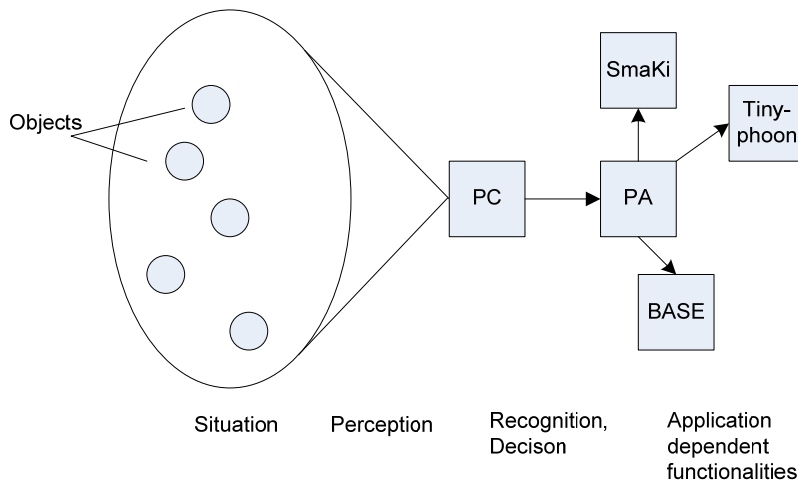 SmaKi
Tiny-
phoon
Objects
PC
PA
BASE
Situation
Perception
Recognition,
Decison
Application
dependent
functionalities